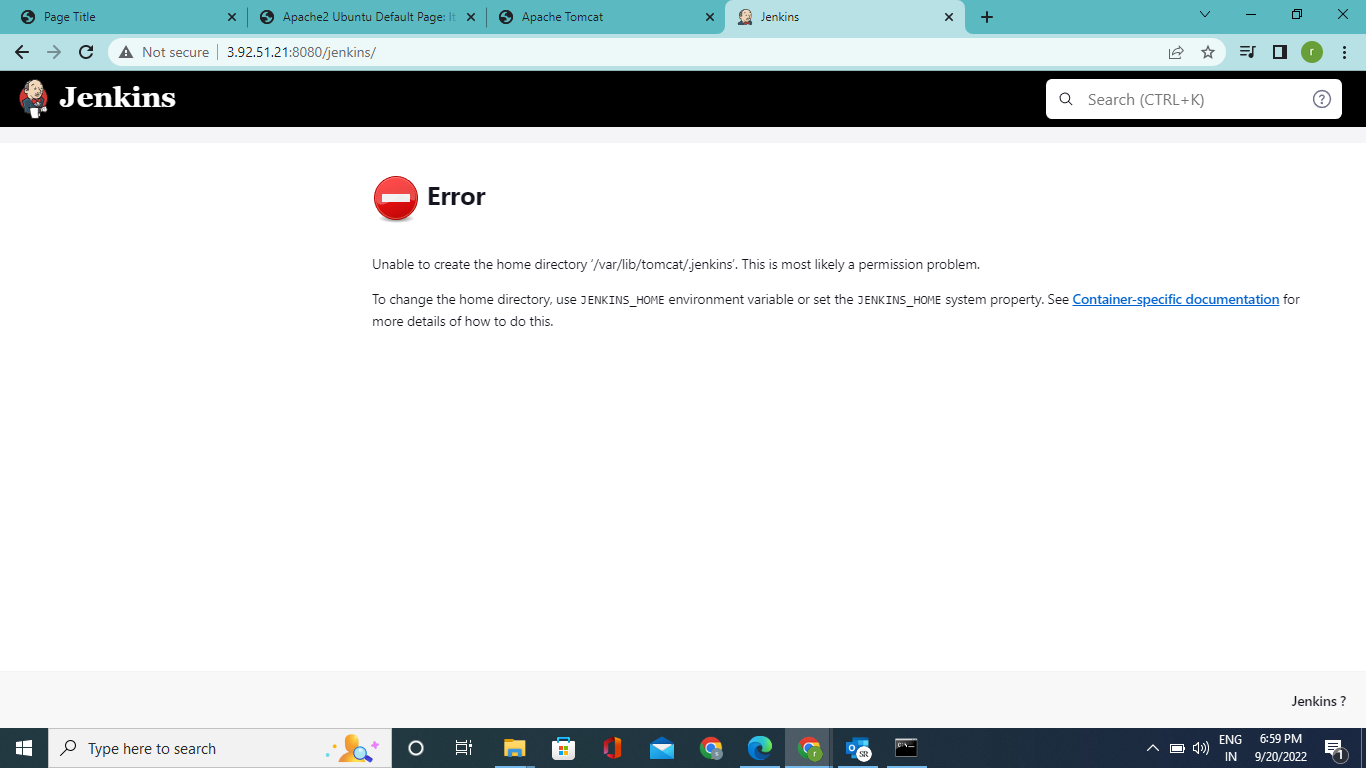 Page Title
Apache2 Ubuntu Default Page: It
Apache Tomcat
Jenkins
Not secure
3.92.51.21:8080/jenkins/
r
Jenkins
Search (CTRL+K)
?
Error
Unable to create the home directory ‘/var/lib/tomcat/.jenkins’. This is most likely a permission problem.
To change the home directory, use JENKINS_HOME environment variable or set the JENKINS_HOME system property. See Container-specific documentation for
more details of how to do this.
Jenkins ?
Type here to search
r
SR
ENG
IN
6:59 PM
9/20/2022
1